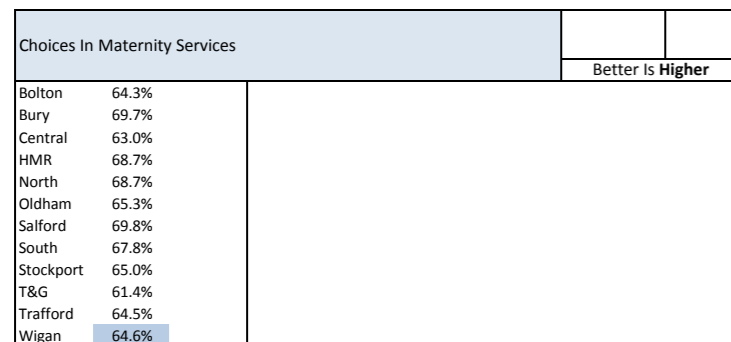 Choices In Maternity Services
Better Is Higher
Bolton 64.3%
Bury 69.7%
Central 63.0%
HMR 68.7%
North 68.7%
Oldham 65.3%
Salford 69.8%
South 67.8%
Stockport 65.0%
T&G 61.4%
Trafford 64.5%
Wigan 64.6%